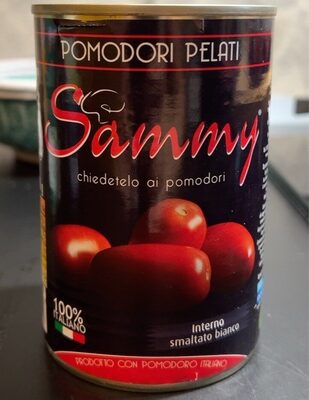 POMODORI PELATI
Sammy®
chiedetelo ai pomodori
100%
ITALIANO
Interno
smaltato bianco
PRODOTTO CON POMODORO ITALIANO